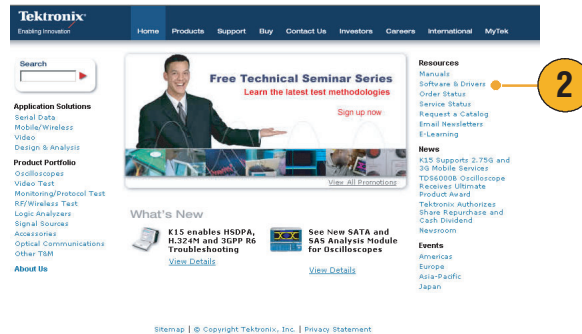 Tektronix
Enabling Innovation
Home Products Support Buy Contact Us Investors Careers International MyTek
Search
Application Solutions
Serial Data
Mobile/Wireless
Video
Design & Analysis
Product Portfolio
Oscilloscopes
Video Test
Monitoring/Protocol Test
RF/Wireless Test
Logic Analyzers
Signal Sources
Accessories
Optical Communications
Other T&M
About Us
Free Technical Seminar Series
Learn the latest test methodologies
Sign up now
View All Promotions
What's New
K15 enables HSDPA,
H.324M and 3GPP R6
Troubleshooting
View Details
See New SATA and
SAS Analysis Module
for Oscilloscopes
View Details
Resources
Manuals
Software & Drivers
Order Status
Service Status
Request a Catalog
Email Newsletters
E-Learning
2
News
K15 Supports 2.75G and
3G Mobile Services
TDS6000B Oscilloscope
Receives Ultimate
Product Award
Tektronix Authorizes
Share Repurchase and
Cash Dividend
Newsroom
Events
Americas
Europe
Asia-Pacific
Japan
Sitemap | © Copyright Tektronix, Inc. | Privacy Statement